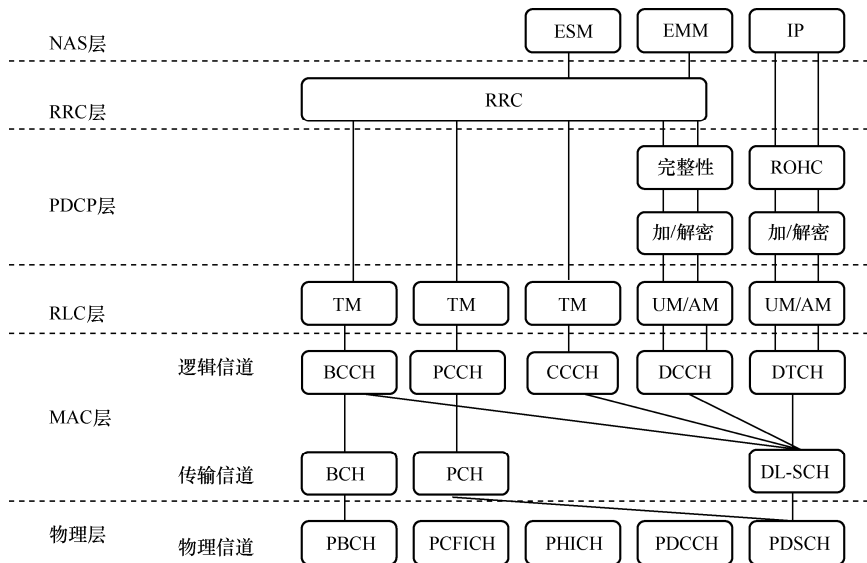 NAS层 ESM EMM IP
RRC层 RRC
完整性 ROHC
PDCP层
加/解密 加/解密
RLC层 TM TM TM UM/AM UM/AM
逻辑信道 BCCH PCCH CCCH DCCH DTCH
MAC层
传输信道 BCH PCH DL-SCH
物理层
物理信道 PBCH PCFICH PHICH PDCCH PDSCH